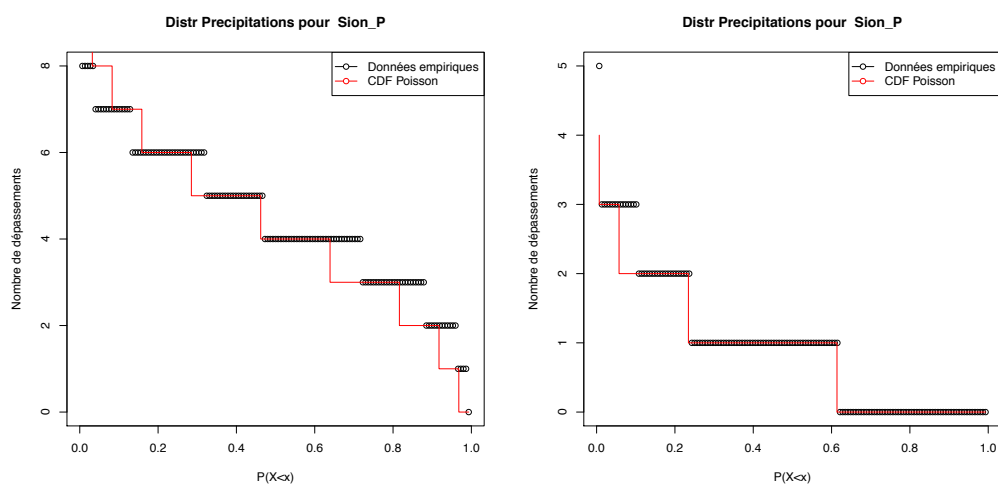 Distr Precipitations pour Sion_P
Données empiriques
CDF Poisson
Nombre de dépassements
8
6
4
2
0
0.0 0.2 0.4 0.6 0.8 1.0
P(X<x)
Distr Precipitations pour Sion_P
Données empiriques
CDF Poisson
Nombre de dépassements
5
4
3
2
1
0
0.0 0.2 0.4 0.6 0.8 1.0
P(X<x)